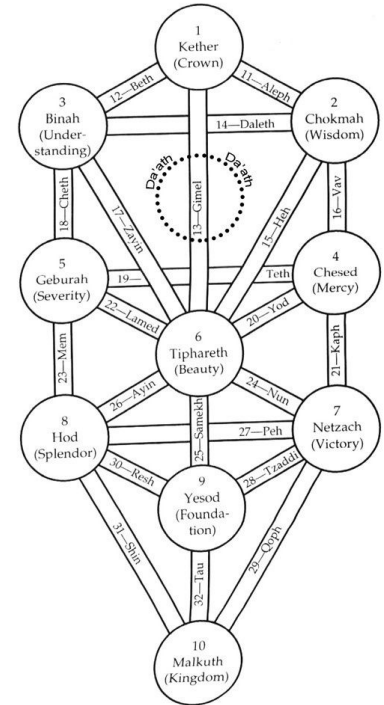 1
Kether
(Crown)
12—Beth
11—Aleph
3
Binah
(Under-
standing)
2
Chokmah
(Wisdom)
14—Daleth
Da'ath
Da'ath
13—Gimel
18—Cheth
17—Zayin
15—Heh
16—Vav
5
Geburah
(Severity)
19—
Teth
4
Chesed
(Mercy)
22—Lamed
20—Yod
6
Tiphareth
(Beauty)
23—Mem
21—Kaph
26—Ayin
24—Nun
25—Samekh
8
Hod
(Splendor)
27—Peh
7
Netzach
(Victory)
30—Resh
28—Tzaddi
9
Yesod
(Founda-
tion)
31—Shin
32—Tau
29—Qoph
10
Malkuth
(Kingdom)